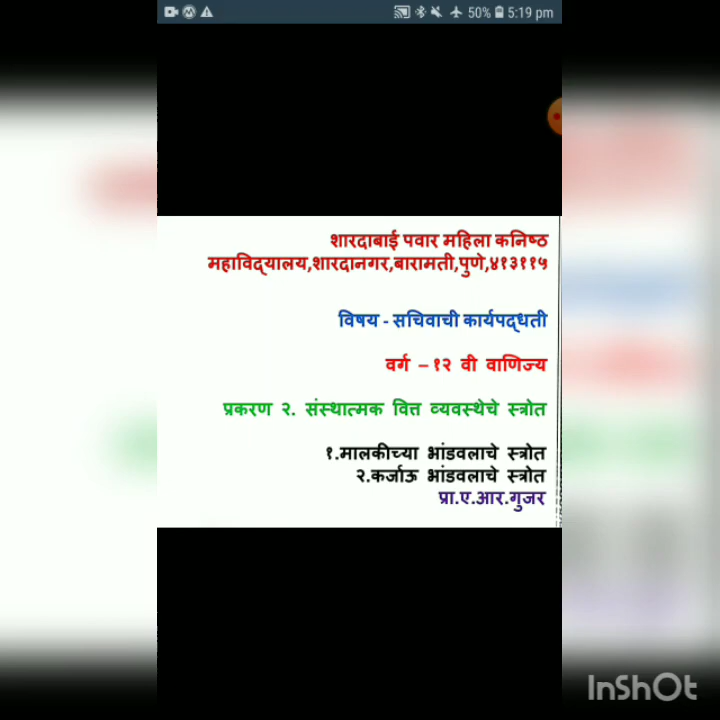 50% 5:19 pm
शारदाबाई पवार महिला कनिष्ठ
महाविद्यालय,शारदानगर,बारामती,पुणे,४१३११५
विषय - सचिवाची कार्यपद्धती
वर्ग – १२ वी वाणिज्य
प्रकरण २. संस्थात्मक वित्त व्यवस्थेचे स्त्रोत
१.मालकीच्या भांडवलाचे स्त्रोत
२.कर्जाऊ भांडवलाचे स्त्रोत
प्रा.ए.आर.गुजर
InShOt